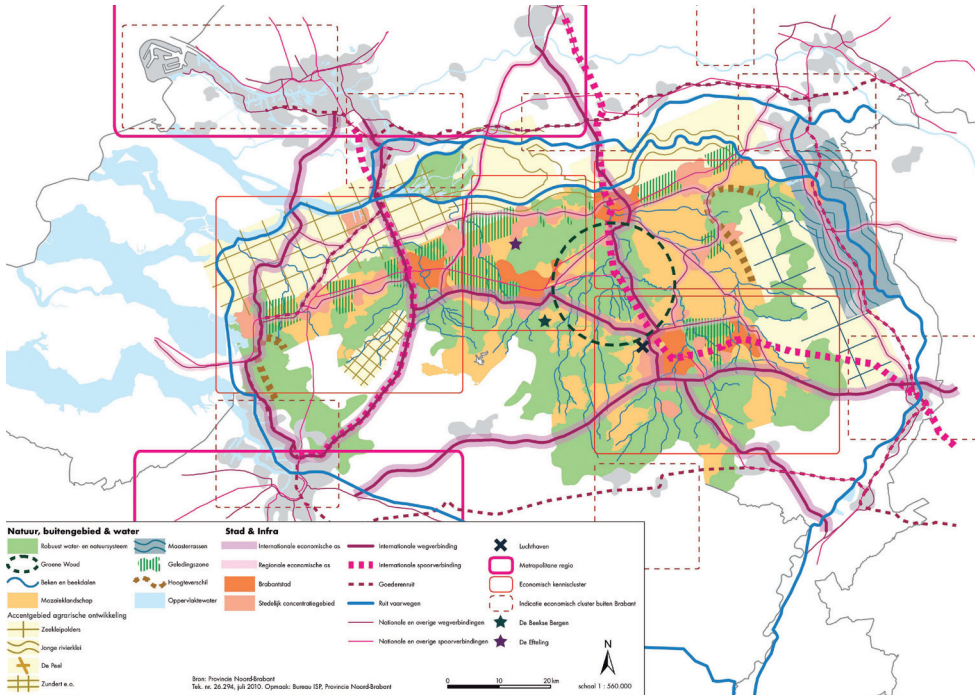 Natuur, buitengebied & water
Robuust water- en natuursysteem
Groene Woud
Beken en beekdalen
Mozaïeklandschap
Accentgebied agrarische ontwikkeling
Zeekleipolders
Jonge rivierklei
De Peel
Zundert e.o.
Maasterrassen
Geledingszone
Hoogteverschil
Oppervlaktewater
Stad & Infra
Internationale economische as
Regionale economische as
Brabantstad
Stedelijk concentratiegebied
Internationale wegverbinding
Internationale spoorverbinding
Goederenruit
Ruit vaarwegen
Nationale en overige wegverbindingen
Nationale en overige spoorverbindingen
Luchthaven
Metropolitane regio
Economisch kenniscluster
Indicatie economisch cluster buiten Brabant
De Beekse Bergen
De Efteling
Bron: Provincie Noord-Brabant
Tek. nr. 26.294, juli 2010. Opmaak: Bureau ISP, Provincie Noord-Brabant
0 10 20 km
N
schaal 1 : 560.000